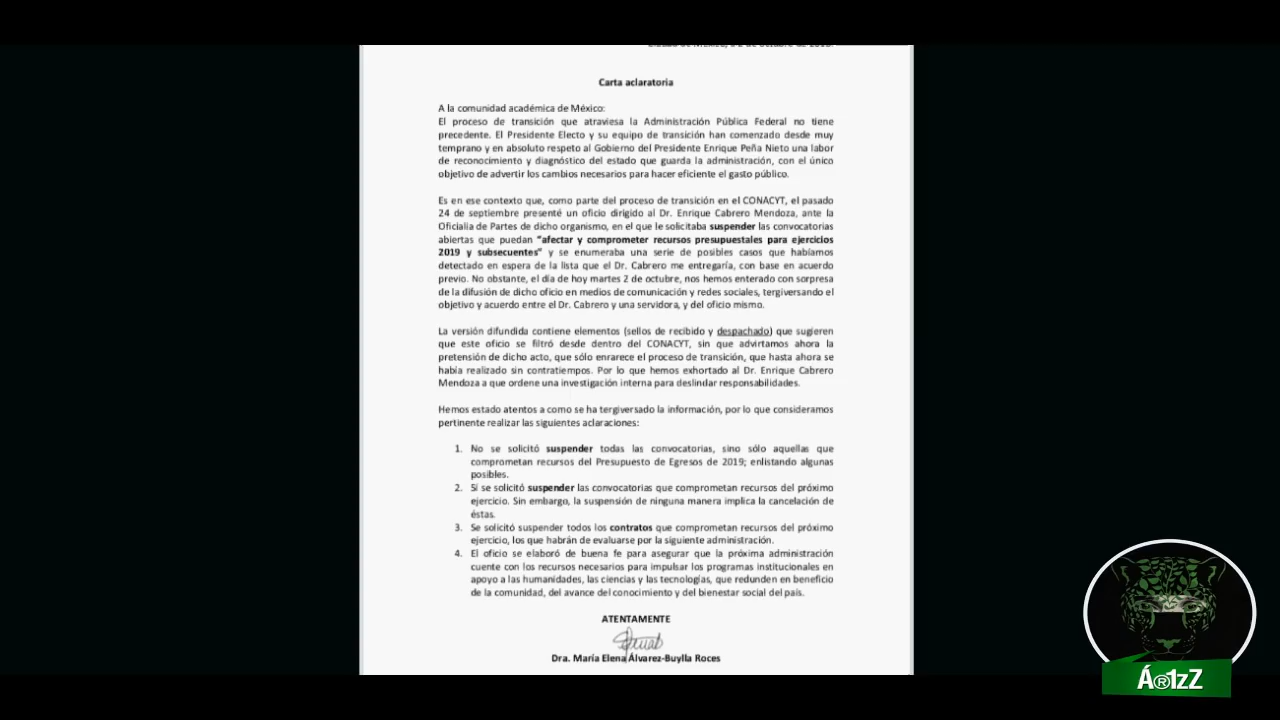 Ciudad de México, a 2 de octubre de 2018.
Carta aclaratoria
A la comunidad académica de México:
El proceso de transición que atraviesa la Administración Pública Federal no tiene
precedente. El Presidente Electo y su equipo de transición han comenzado desde muy
temprano y en absoluto respeto al Gobierno del Presidente Enrique Peña Nieto una labor
de reconocimiento y diagnóstico del estado que guarda la administración, con el único
objetivo de advertir los cambios necesarios para hacer eficiente el gasto público.
Es en ese contexto que, como parte del proceso de transición en el CONACYT, el pasado
24 de septiembre presenté un oficio dirigido al Dr. Enrique Cabrero Mendoza, ante la
Oficialia de Partes de dicho organismo, en el que le solicitaba suspender las convocatorias
abiertas que puedan "afectar y comprometer recursos presupuestales para ejercicios
2019 y subsecuentes" y se enumeraba una serie de posibles casos que habíamos
detectado en espera de la lista que el Dr. Cabrero me entregaría, con base en acuerdo
previo. No obstante, el día de hoy martes 2 de octubre, nos hemos enterado con sorpresa
de la difusión de dicho oficio en medios de comunicación y redes sociales, tergiversando el
objetivo y acuerdo entre el Dr. Cabrero y una servidora, y del oficio mismo.
La versión difundida contiene elementos (sellos de recibido y despachado) que sugieren
que este oficio se filtró desde dentro del CONACYT, sin que advirtamos ahora la
pretensión de dicho acto, que sólo enrarece el proceso de transición, que hasta ahora se
había realizado sin contratiempos. Por lo que hemos exhortado al Dr. Enrique Cabrero
Mendoza a que ordene una investigación interna para deslindar responsabilidades.
Hemos estado atentos a como se ha tergiversado la información, por lo que consideramos
pertinente realizar las siguientes aclaraciones:
1. No se solicitó suspender todas las convocatorias, sino sólo aquellas que
comprometan recursos del Presupuesto de Egresos de 2019; enlistando algunas
posibles.
2. Sí se solicitó suspender las convocatorias que comprometan recursos del próximo
ejercicio. Sin embargo, la suspensión de ninguna manera implica la cancelación de
éstas.
3. Se solicitó suspender todos los contratos que comprometan recursos del próximo
ejercicio, los que habrán de evaluarse por la siguiente administración.
4. El oficio se elaboró de buena fe para asegurar que la próxima administración
cuente con los recursos necesarios para impulsar los programas institucionales en
apoyo a las humanidades, las ciencias y las tecnologías, que redunden en beneficio
de la comunidad, del avance del conocimiento y del bienestar social del país.
ATENTAMENTE
Dra. María Elena Álvarez-Buylla Roces
Á®1zZ